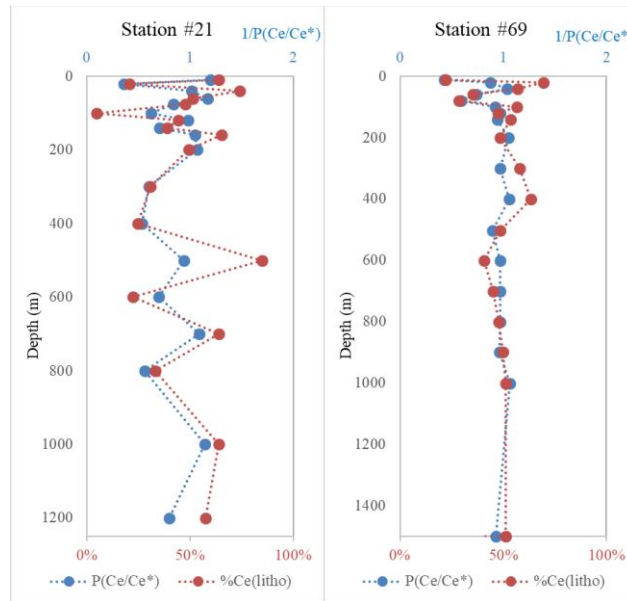 Station #21
1/P(Ce/Ce*)
0 1 2
Depth (m)
0
200
400
600
800
1000
1200
0% 50% 100%
P(Ce/Ce*) %Ce(litho)
Station #69
1/P(Ce/Ce*)
0 1 2
Depth (m)
0
200
400
600
800
1000
1200
1400
0% 50% 100%
P(Ce/Ce*) %Ce(litho)